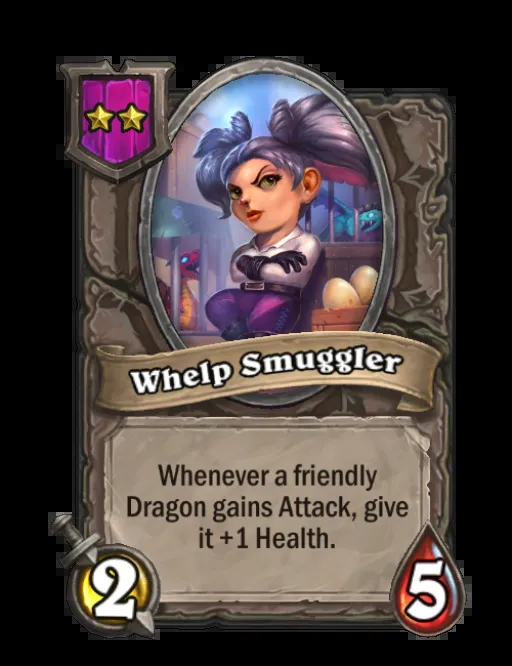 Whelp Smuggler
Whenever a friendly
Dragon gains Attack, give
it +1 Health.
2
5